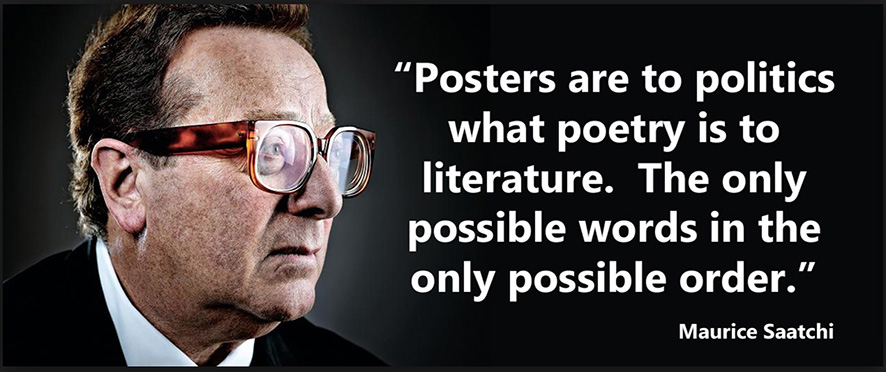 “Posters are to politics
what poetry is to
literature.  The only
possible words in the
only possible order.”
Maurice Saatchi